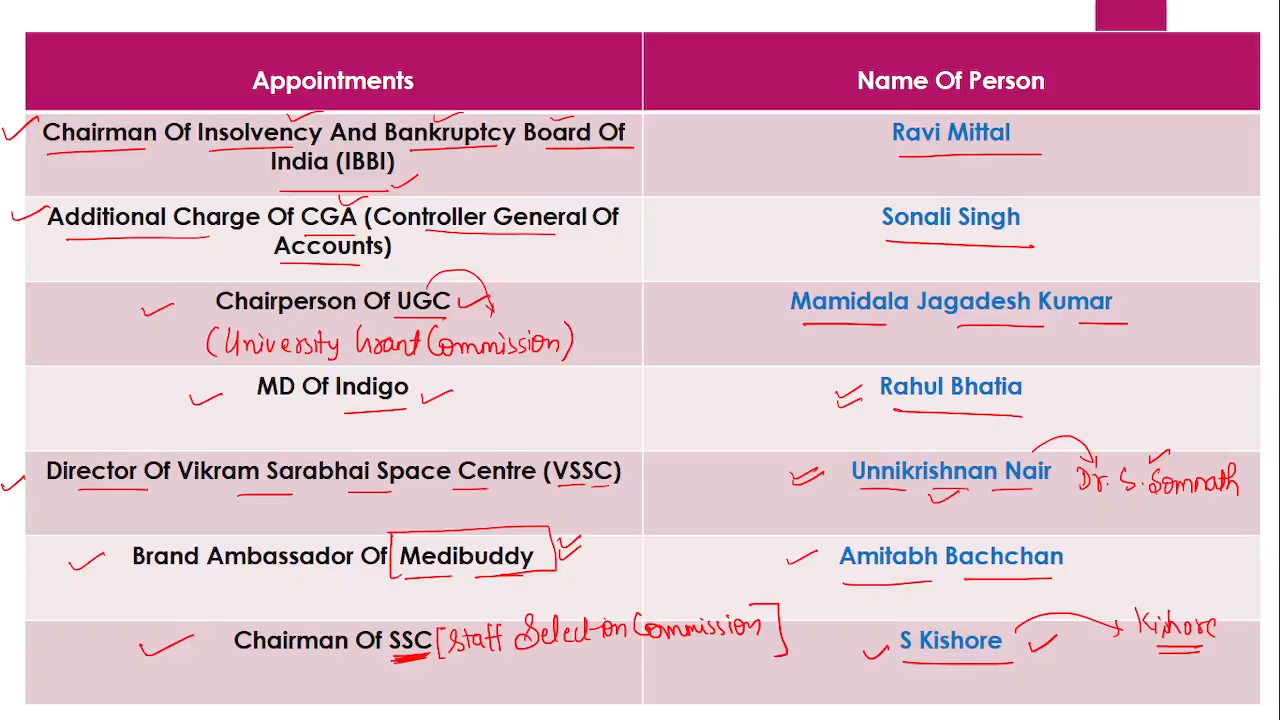 Appointments
Name Of Person
Chairman Of Insolvency And Bankruptcy Board Of
India (IBBI)
Ravi Mittal
Additional Charge Of CGA (Controller General Of
Accounts)
Sonali Singh
Chairperson Of UGC
(University Grant Commission)
Mamidala Jagadesh Kumar
MD Of Indigo
Rahul Bhatia
Director Of Vikram Sarabhai Space Centre (VSSC)
Unnikrishnan Nair Dr. S. Somnath
Brand Ambassador Of Medibuddy
Amitabh Bachchan
Chairman Of SSC [Staff Selection Commission]
S Kishore Kishore